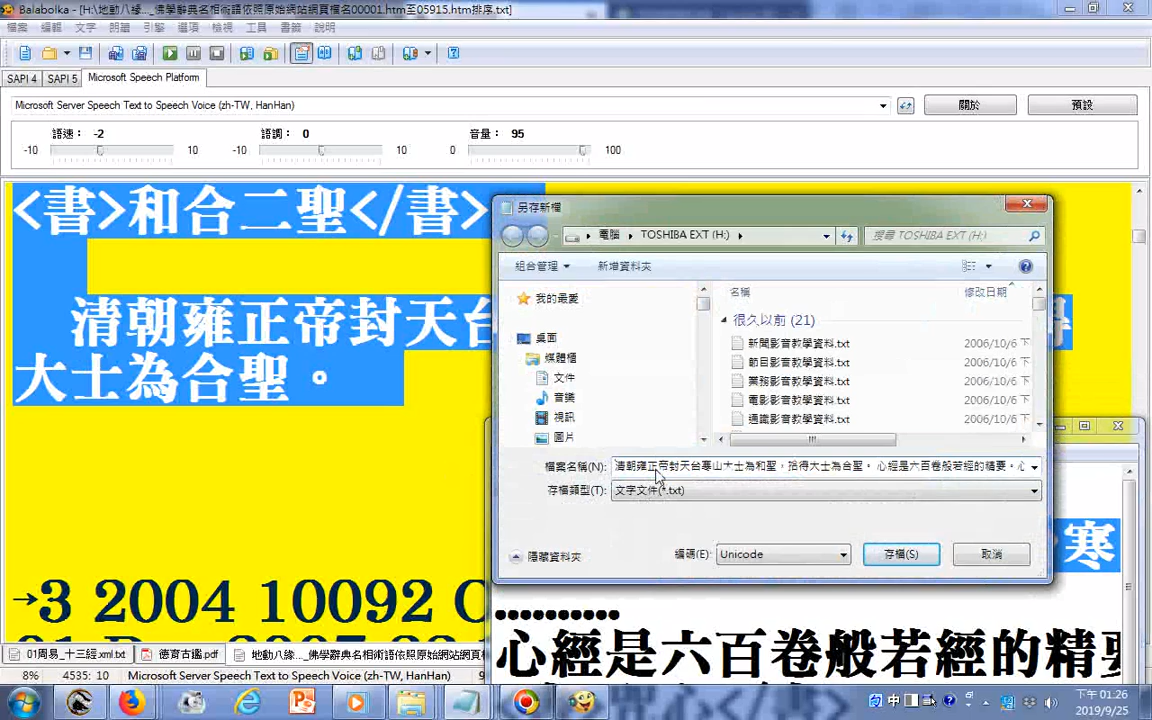 Balabolka - [H:\地動八緣..._佛學辭典名相術語依照原始網站網頁檔名00001.htm至05915.htm排序.txt]
檔案 編輯 文字 朗讀 引擎 選項 檢視 工具 書籤 說明
SAPI 4 SAPI 5 Microsoft Speech Platform
Microsoft Server Speech Text to Speech Voice (zh-TW, HanHan) 關於 預設
語速： -2 語調： 0 音量： 95
-10 10 -10 10 0 100
<書>和合二聖</書>
清朝雍正帝封天台
大士為合聖。
→3 2004 10092 C
另存新檔
電腦 TOSHIBA EXT (H:) 搜尋 TOSHIBA EXT (H:)
組合管理 新增資料夾
我的最愛
桌面
媒體櫃
文件
音樂
視訊
圖片
名稱 修改日期
很久以前 (21)
新聞影音教學資料.txt 2006/10/6 下
節目影音教學資料.txt 2006/10/6 下
業務影音教學資料.txt 2006/10/6 下
電影影音教學資料.txt 2006/10/6 下
通識影音教學資料.txt 2006/10/6 下
檔案名稱(N): 清朝雍正帝封天台寒山大士為和聖，拾得大士為合聖。 心經是六百卷般若經的精要。心
存檔類型(T): 文字文件(*.txt)
隱藏資料夾 編碼(E): Unicode 存檔(S) 取消
寒
心經是六百卷般若經的精要
01周易_十三經.xml.txt 德育古鑑.pdf 地動八緣..._佛學辭典名相術語依照原始網站網頁
8% 4535: 10 Microsoft Server Speech Text to Speech Voice (zh-TW, HanHan)
中
下午 01:26
2019/9/25